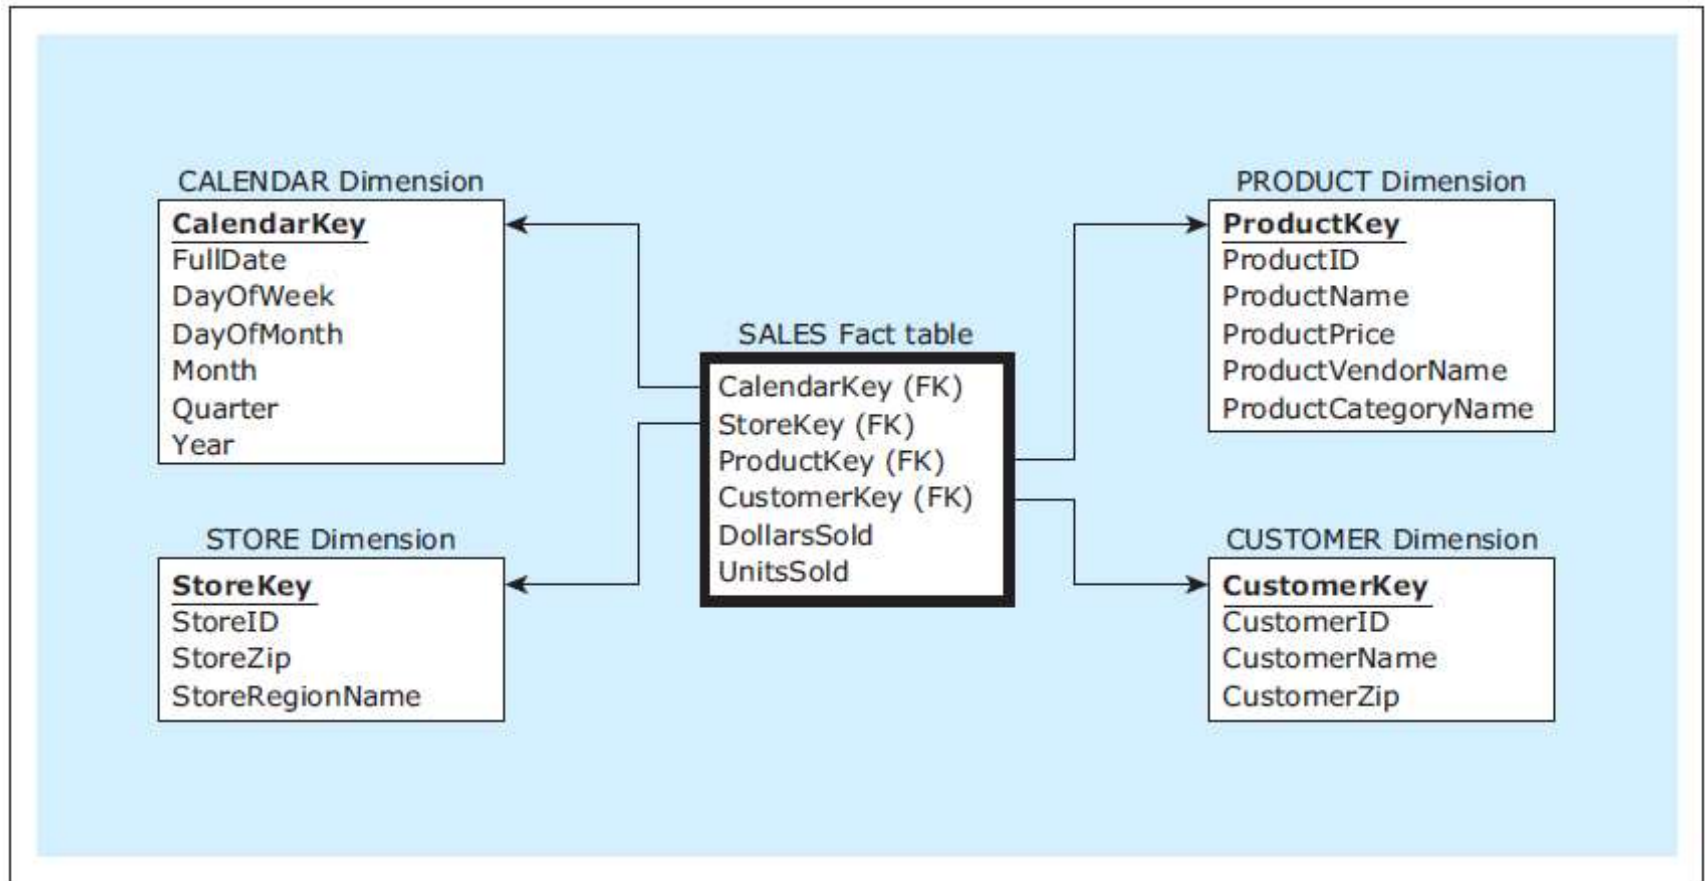 CALENDAR Dimension
CalendarKey
FullDate
DayOfWeek
DayOfMonth
Month
Quarter
Year
STORE Dimension
StoreKey
StoreID
StoreZip
StoreRegionName
SALES Fact table
CalendarKey (FK)
StoreKey (FK)
ProductKey (FK)
CustomerKey (FK)
DollarsSold
UnitsSold
PRODUCT Dimension
ProductKey
ProductID
ProductName
ProductPrice
ProductVendorName
ProductCategoryName
CUSTOMER Dimension
CustomerKey
CustomerID
CustomerName
CustomerZip